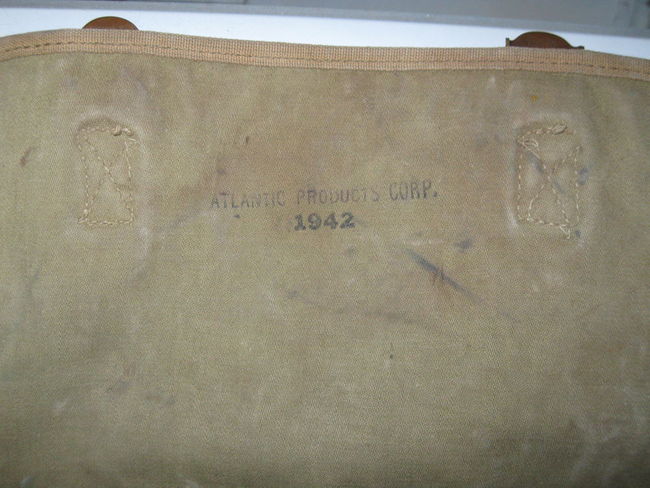 ATLANTIC PRODUCTS CORP.
1942